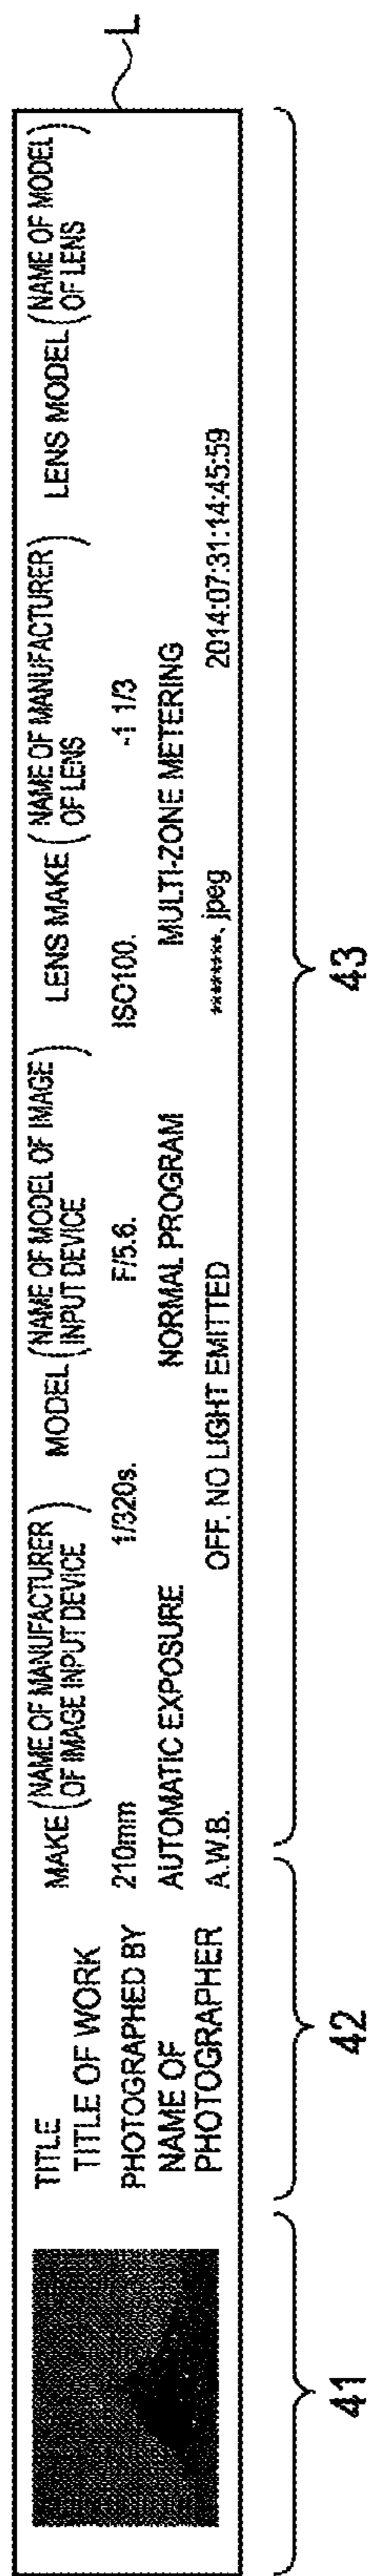 L
TITLE
TITLE OF WORK
PHOTOGRAPHED BY
NAME OF
PHOTOGRAPHER
MAKE (NAME OF MANUFACTURER OF IMAGE INPUT DEVICE) MODEL (NAME OF MODEL OF IMAGE INPUT DEVICE) LENS MAKE (NAME OF MANUFACTURER OF LENS) LENS MODEL (NAME OF MODEL OF LENS)
210mm 1/320s. F/5.6. ISO100. -1 1/3
AUTOMATIC EXPOSURE NORMAL PROGRAM MULTI-ZONE METERING
A.W.B. OFF. NO LIGHT EMITTED ********.jpeg 2014:07:31:14:45:59
41 42 43